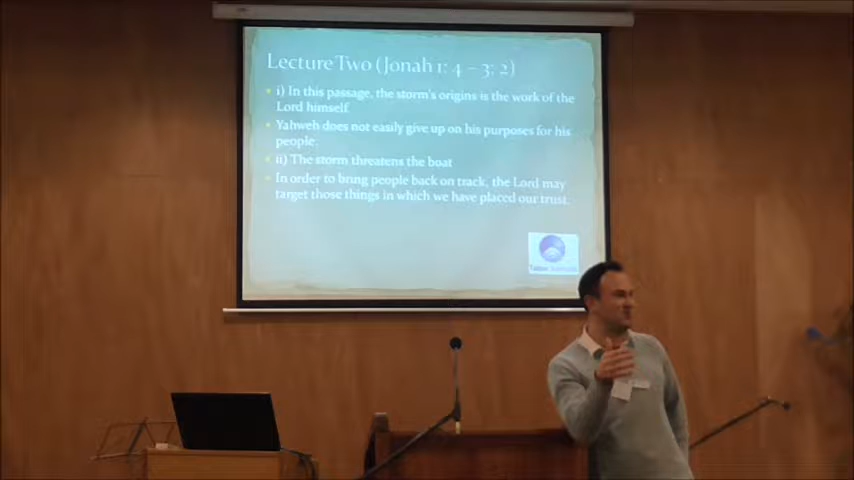 Lecture Two (Jonah 1: 4 – 3: 2)
i) In this passage, the storm's origins is the work of the
Lord himself
Yahweh does not easily give up on his purposes for his
people.
ii) The storm threatens the boat
In order to bring people back on track, the Lord may
target those things in which we have placed our trust.